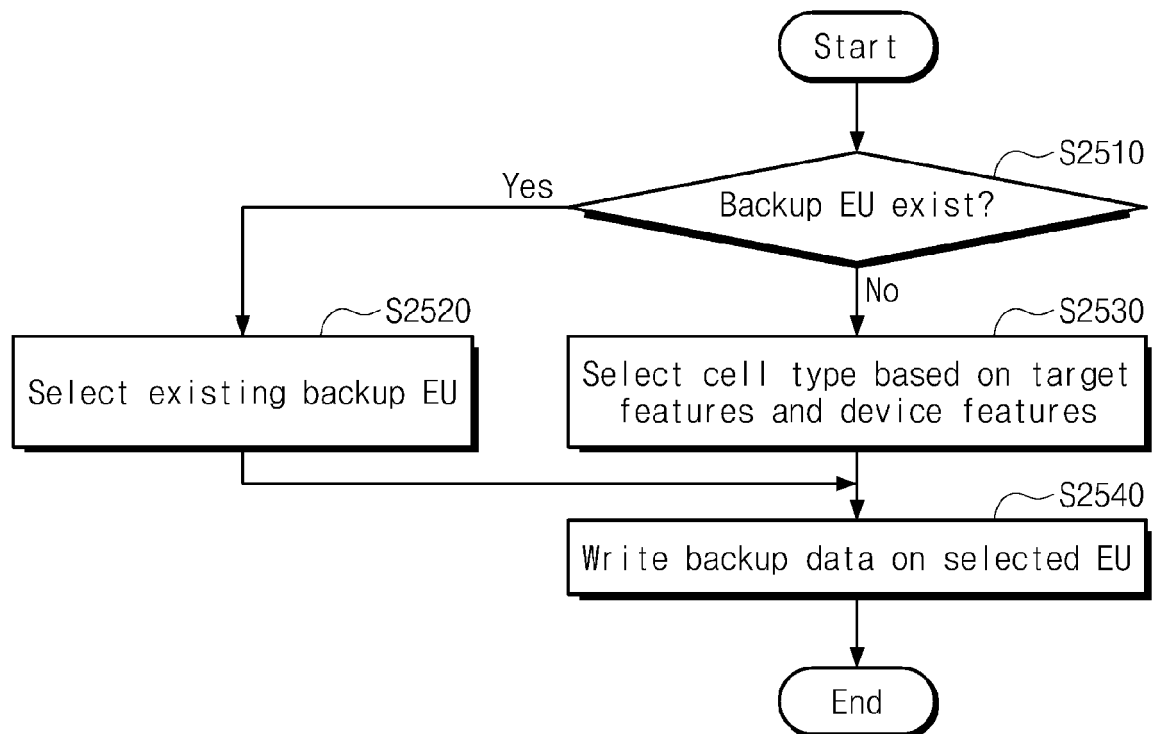 Start
S2510
Yes
Backup EU exist?
No
S2520
S2530
Select existing backup EU
Select cell type based on target
features and device features
S2540
Write backup data on selected EU
End